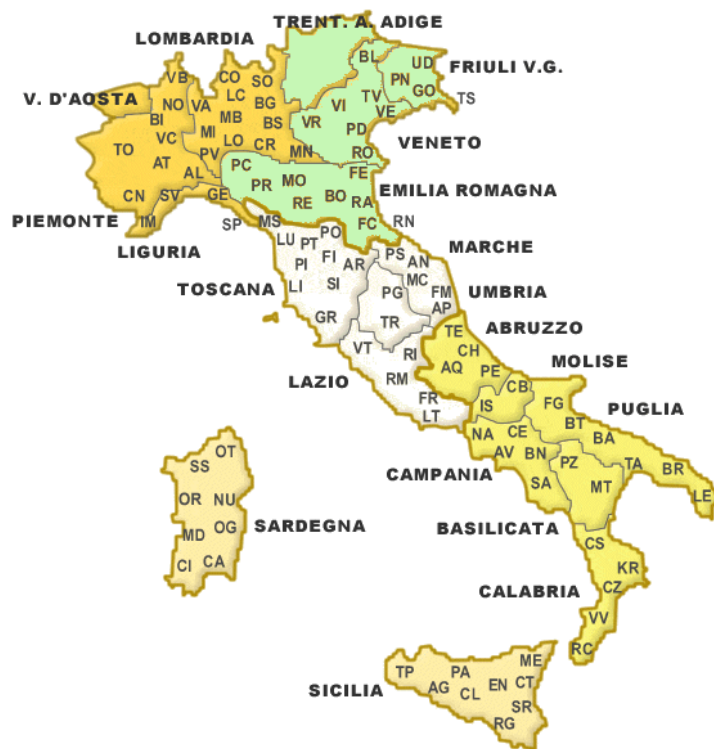 TRENT. A. ADIGE
LOMBARDIA
BL
UD
FRIULI V.G.
VB
CO
SO
PN
V. D'AOSTA
NO
VA
LC
BG
VI
TV
GO
TS
BI
MB
BS
VR
VE
VC
MI
LO
CR
PD
VENETO
TO
AT
PV
MN
RO
AL
PC
FE
CN
SV
GE
PR
MO
RE
BO
RA
EMILIA ROMAGNA
PIEMONTE
IM
SP
MS
FC
RN
LIGURIA
LU
PT
PO
PS
AN
MARCHE
PI
FI
AR
MC
TOSCANA
LI
SI
PG
FM
UMBRIA
GR
TR
AP
ABRUZZO
TE
VT
RI
CH
MOLISE
LAZIO
RM
AQ
PE
CB
FR
IS
FG
PUGLIA
LT
NA
CE
BT
BA
AV
BN
PZ
TA
BR
CAMPANIA
SA
MT
LE
OT
SS
OR
NU
SARDEGNA
MD
OG
BASILICATA
CI
CA
CS
KR
CALABRIA
CZ
VV
RC
ME
TP
PA
SICILIA
AG
CL
EN
CT
SR
RG